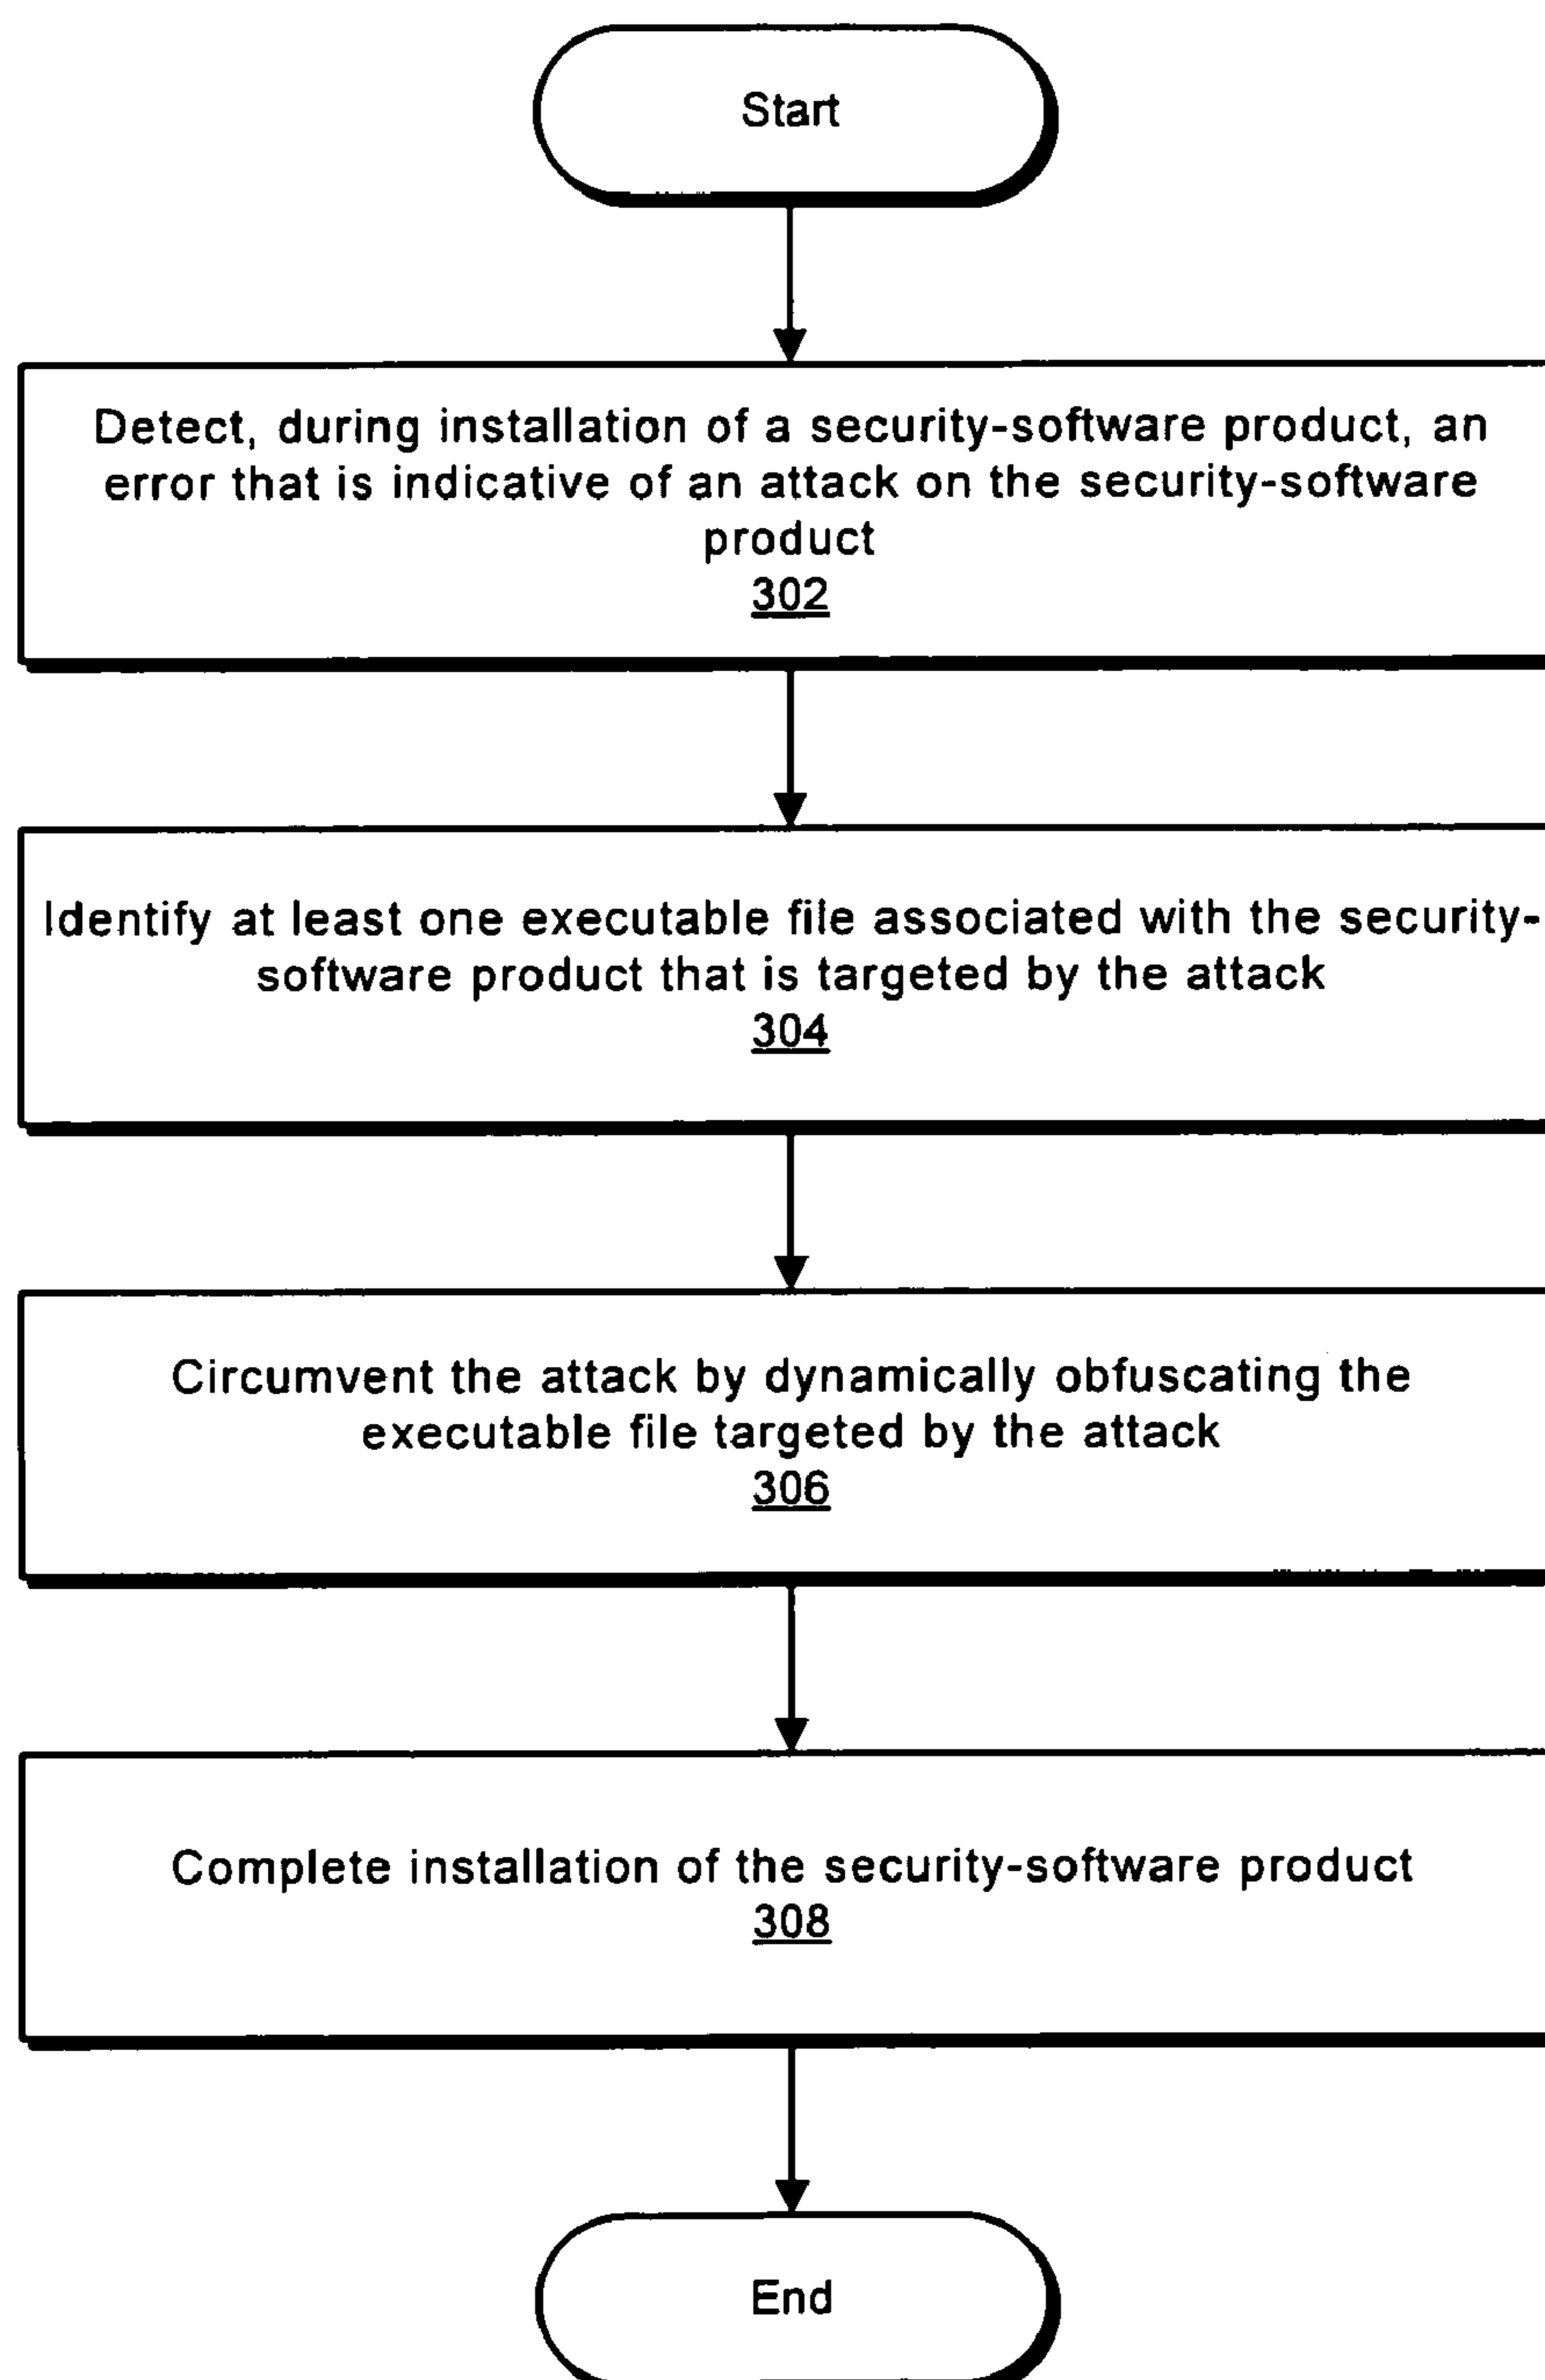 Start
Detect, during installation of a security-software product, an
error that is indicative of an attack on the security-software
product
302
Identify at least one executable file associated with the security-
software product that is targeted by the attack
304
Circumvent the attack by dynamically obfuscating the
executable file targeted by the attack
306
Complete installation of the security-software product
308
End